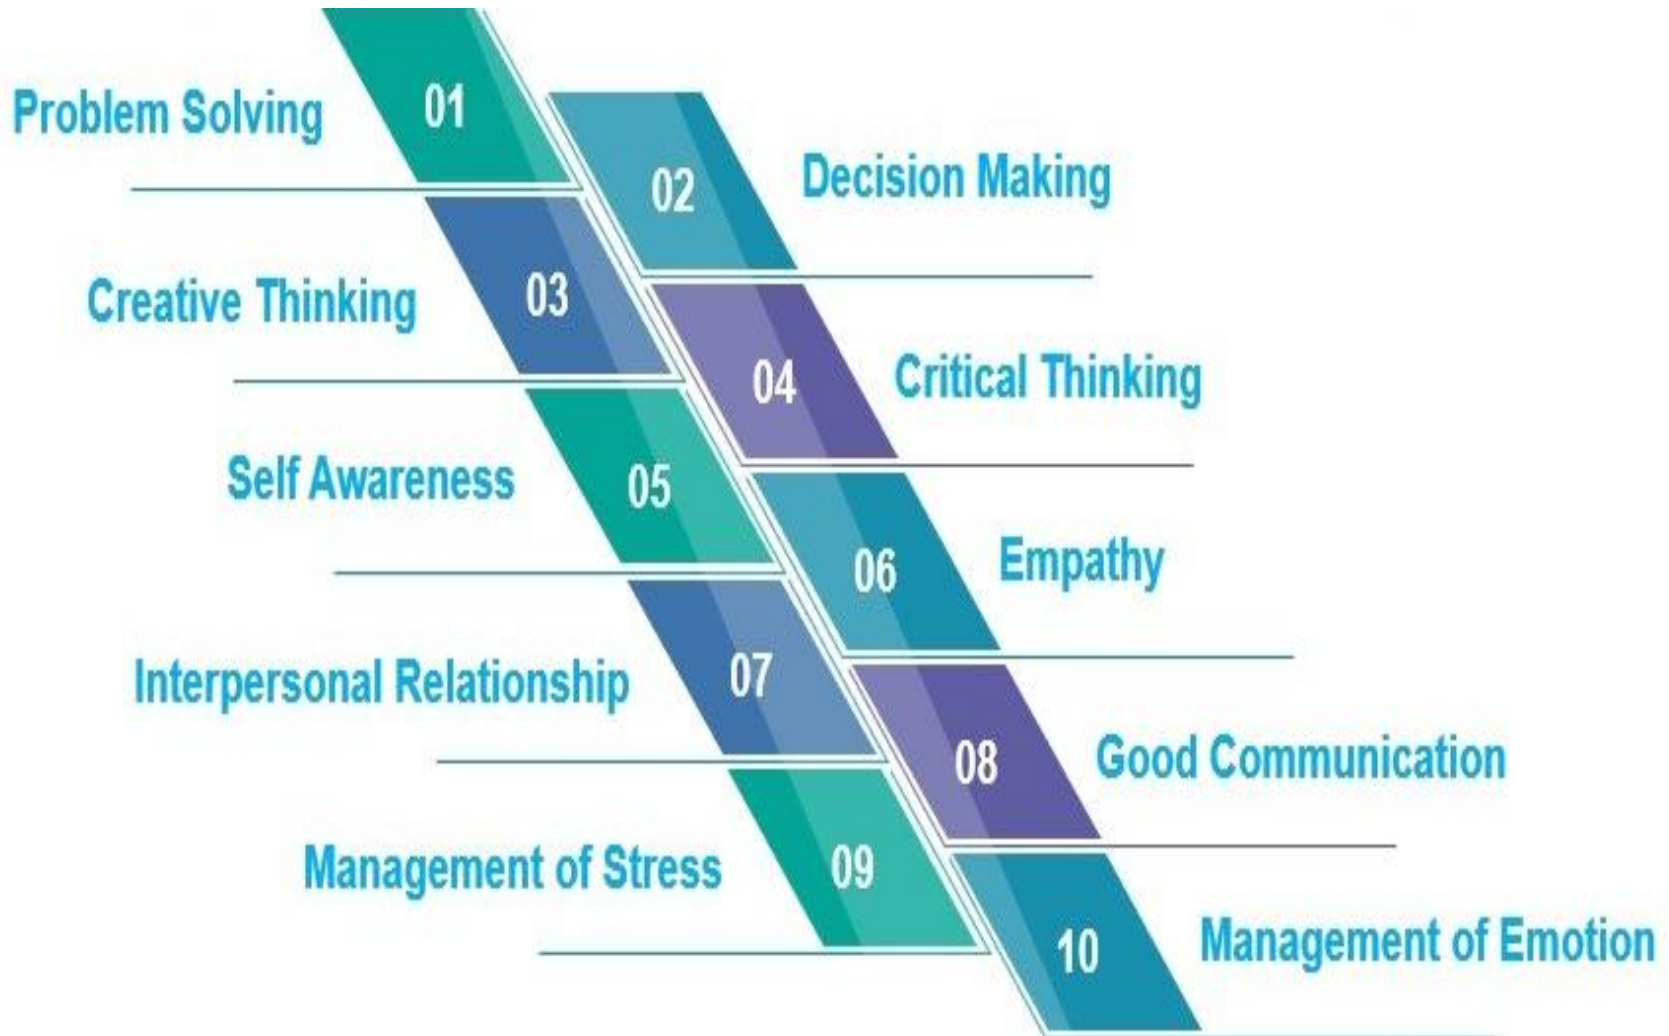 01
Problem Solving
02
Decision Making
03
Creative Thinking
04
Critical Thinking
05
Self Awareness
06
Empathy
07
Interpersonal Relationship
08
Good Communication
09
Management of Stress
10
Management of Emotion